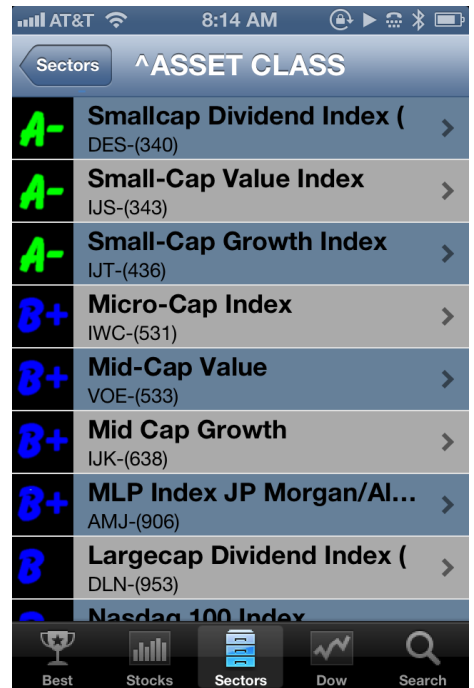 AT&T 8:14 AM
Sectors ^ASSET CLASS
A- Smallcap Dividend Index (
DES-(340)
A- Small-Cap Value Index
IJS-(343)
A- Small-Cap Growth Index
IJT-(436)
B+ Micro-Cap Index
IWC-(531)
B+ Mid-Cap Value
VOE-(533)
B+ Mid Cap Growth
IJK-(638)
B+ MLP Index JP Morgan/Al...
AMJ-(906)
B Largecap Dividend Index (
DLN-(953)
Nasdaq 100 Index
Best Stocks Sectors Dow Search